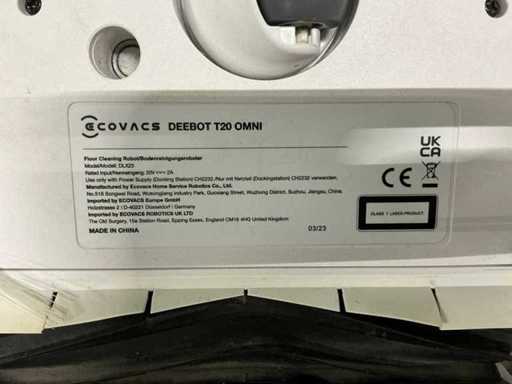 ECOVACS DEEBOT T20 OMNI
Floor Cleaning Robot/Bodenreinigungsroboter
Model/Modell: DLX23
Rated Input/Nenneingang: 20V⎓ 2A
Use only with Power Supply (Docking Station) CH2232 /Nur mit Netzteil (Dockingstation) CH2232 verwenden.
Manufactured by Ecovacs Home Service Robotics Co., Ltd.
No.518 Songwei Road, Wusongjiang Industry Park, Guoxiang Street, Wuzhong District, Suzhou, Jiangsu, China.
Imported by ECOVACS Europe GmbH
Holzstrasse 2 | D-40221 Düsseldorf | Germany
Imported by ECOVACS ROBOTICS UK LTD
The Old Surgery, 15a Station Road, Epping Essex, England CM16 4HG United Kingdom
MADE IN CHINA
03/23
UK
CA
CLASS 1 LASER PRODUCT